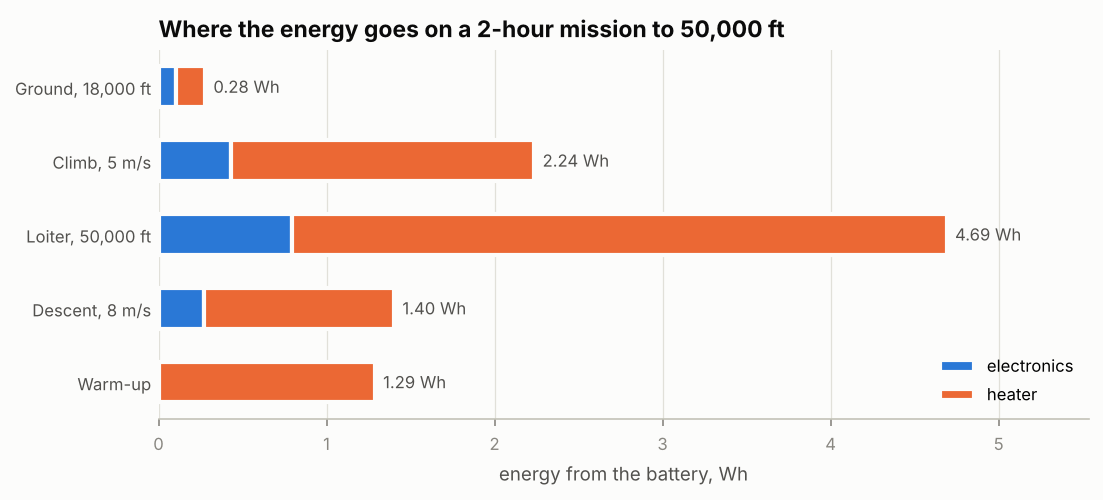 Where the energy goes on a 2-hour mission to 50,000 ft
Ground, 18,000 ft
0.28 Wh
Climb, 5 m/s
2.24 Wh
Loiter, 50,000 ft
4.69 Wh
Descent, 8 m/s
1.40 Wh
Warm-up
1.29 Wh
electronics
heater
0 1 2 3 4 5
energy from the battery, Wh